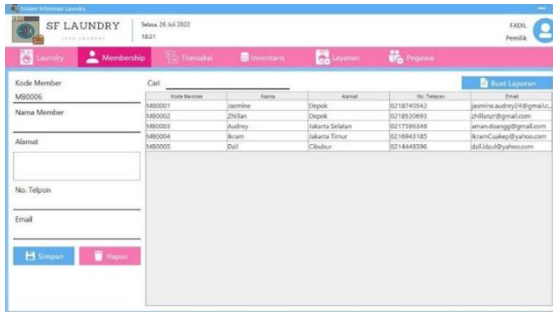 Sistem Informasi Laundry
SF LAUNDRY
Selasa, 26 Juli 2022
18:21
FADIL
Pemilik
Laundry
Membership
Transaksi
Inventaris
Layanan
Pegawai
Kode Member
MB0006
Nama Member
Alamat
No. Telpon
Email
Simpan
Hapus
Cari
Buat Laporan
Kode Member Nama Alamat No. Telepon Email
MB0001 Jasmine Depok 0218740542 jasmine.audrey24@gmail.c...
MB0002 Zhillan Depok 0218530693 zhillanzr@gmail.com
MB0003 Audrey Jakarta Selatan 0217596348 aman.doangg@gmail.com
MB0004 Ikram Jakarta Timur 0216943185 IkramCuakep@yahoo.com
MB0005 Dzil Cibubur 0214448596 dzil.idzul@yahoo.com